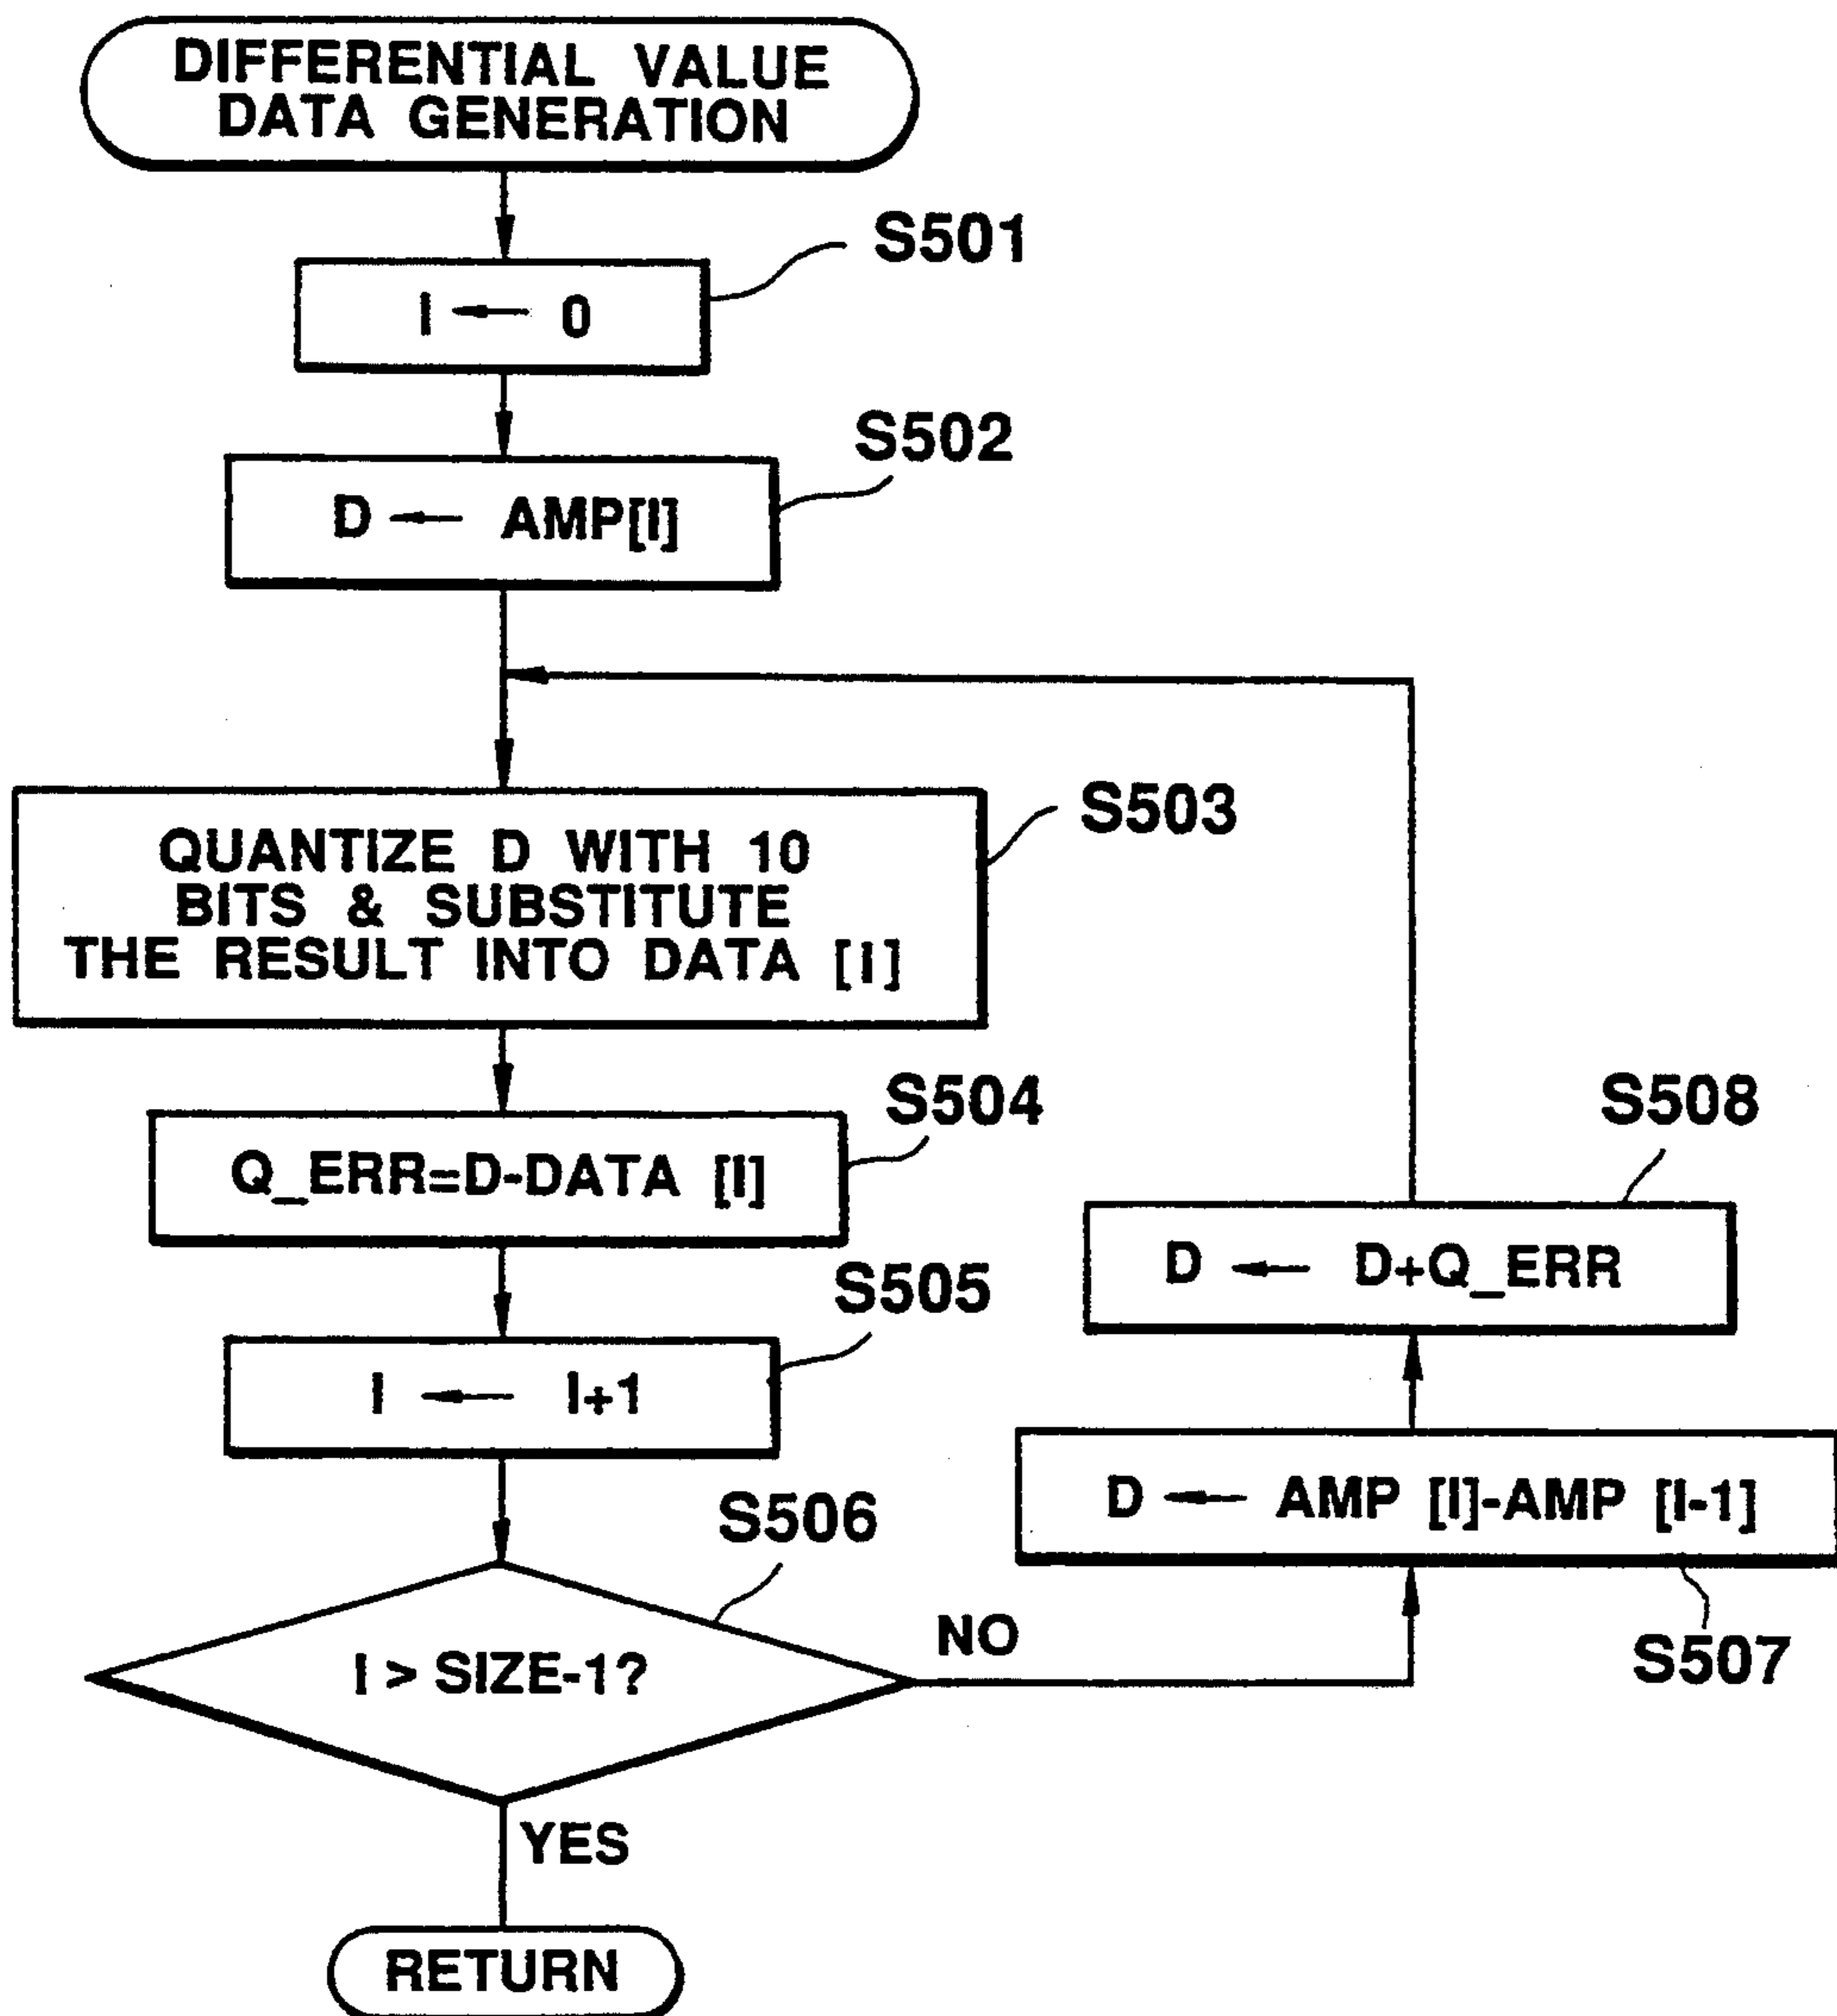 DIFFERENTIAL VALUE
DATA GENERATION
S501
I ← 0
S502
D ← AMP[I]
S503
QUANTIZE D WITH 10
BITS & SUBSTITUTE
THE RESULT INTO DATA [I]
S504
Q_ERR=D-DATA [I]
S505
I ← I+1
S506
I > SIZE-1?
NO
YES
RETURN
S507
D ← AMP [I]-AMP [I-1]
S508
D ← D+Q_ERR